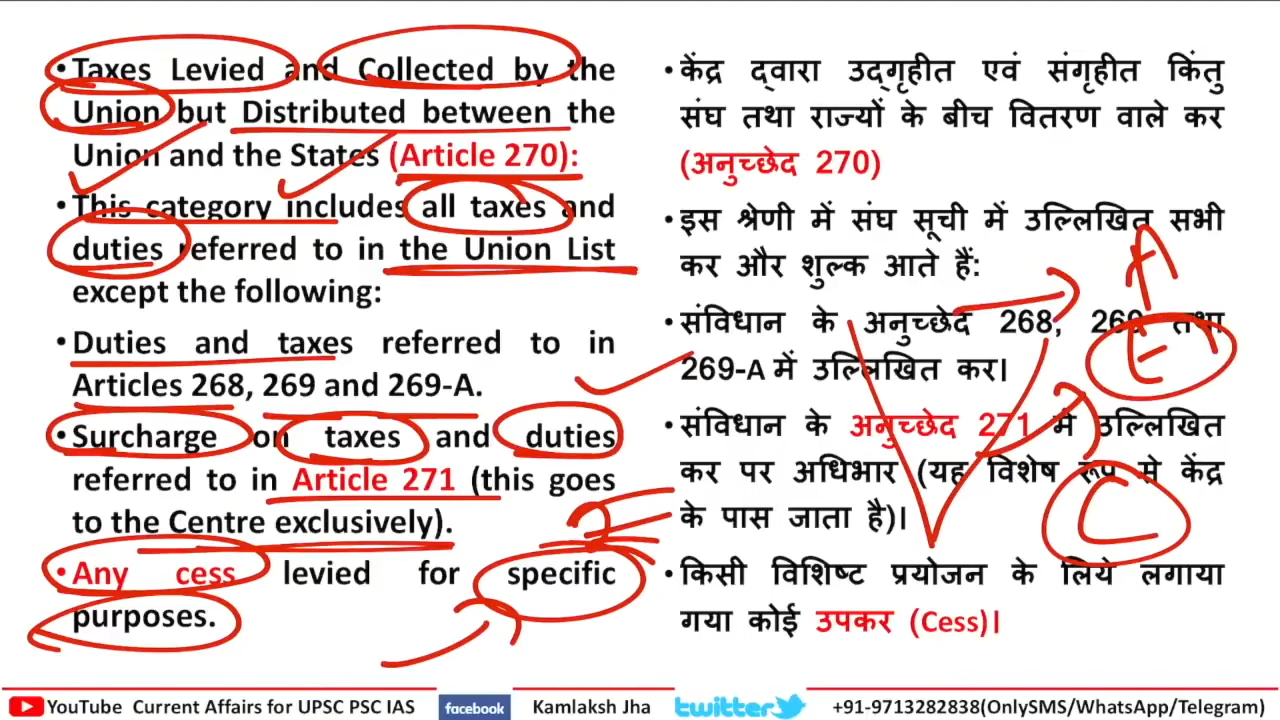 • Taxes Levied and Collected by the
Union but Distributed between the
Union and the States (Article 270):
• This category includes all taxes and
duties referred to in the Union List
except the following:
• Duties and taxes referred to in
Articles 268, 269 and 269-A.
• Surcharge on taxes and duties
referred to in Article 271 (this goes
to the Centre exclusively).
• Any cess levied for specific
purposes.
• केंद्र द्वारा उद्गृहीत एवं संगृहीत किंतु
संघ तथा राज्यों के बीच वितरण वाले कर
(अनुच्छेद 270)
• इस श्रेणी में संघ सूची में उल्लिखित सभी
कर और शुल्क आते हैं:
• संविधान के अनुच्छेद 268, 269 तथा
269-A में उल्लिखित कर।
• संविधान के अनुच्छेद 271 में उल्लिखित
कर पर अधिभार (यह विशेष रूप से केंद्र
के पास जाता है)।
• किसी विशिष्ट प्रयोजन के लिये लगाया
गया कोई उपकर (Cess)।
A
E
C
YouTube Current Affairs for UPSC PSC IAS facebook Kamlaksh Jha twitter +91-9713282838(OnlySMS/WhatsApp/Telegram)